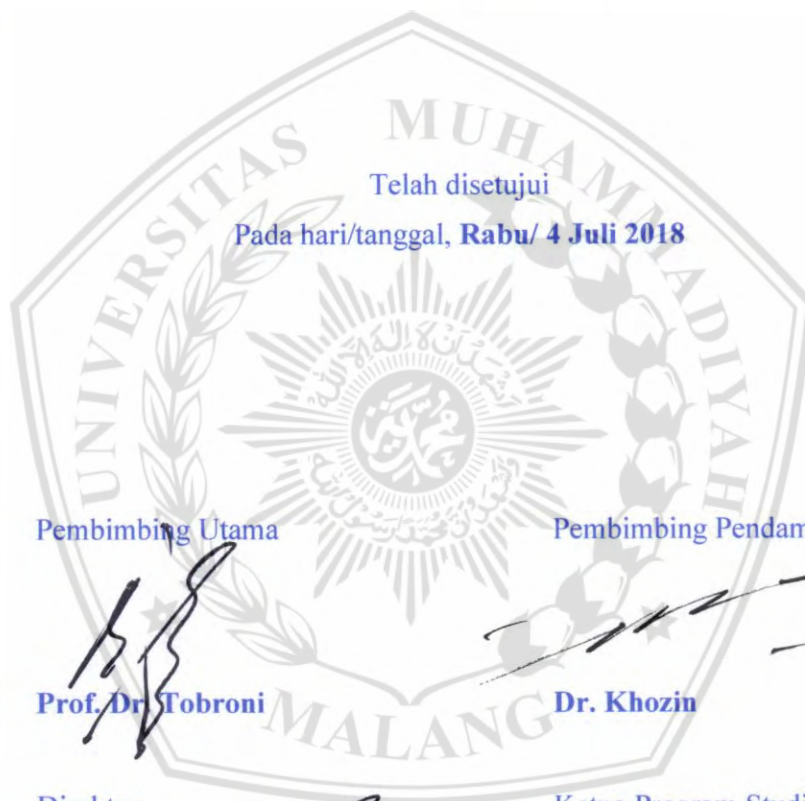 UNIVERSITAS MUHAMMADIYAH
MALANG
Telah disetujui
Pada hari/tanggal, Rabu/ 4 Juli 2018
Pembimbing Utama
Pembimbing Pendam
Prof. Dr. Tobroni
Dr. Khozin